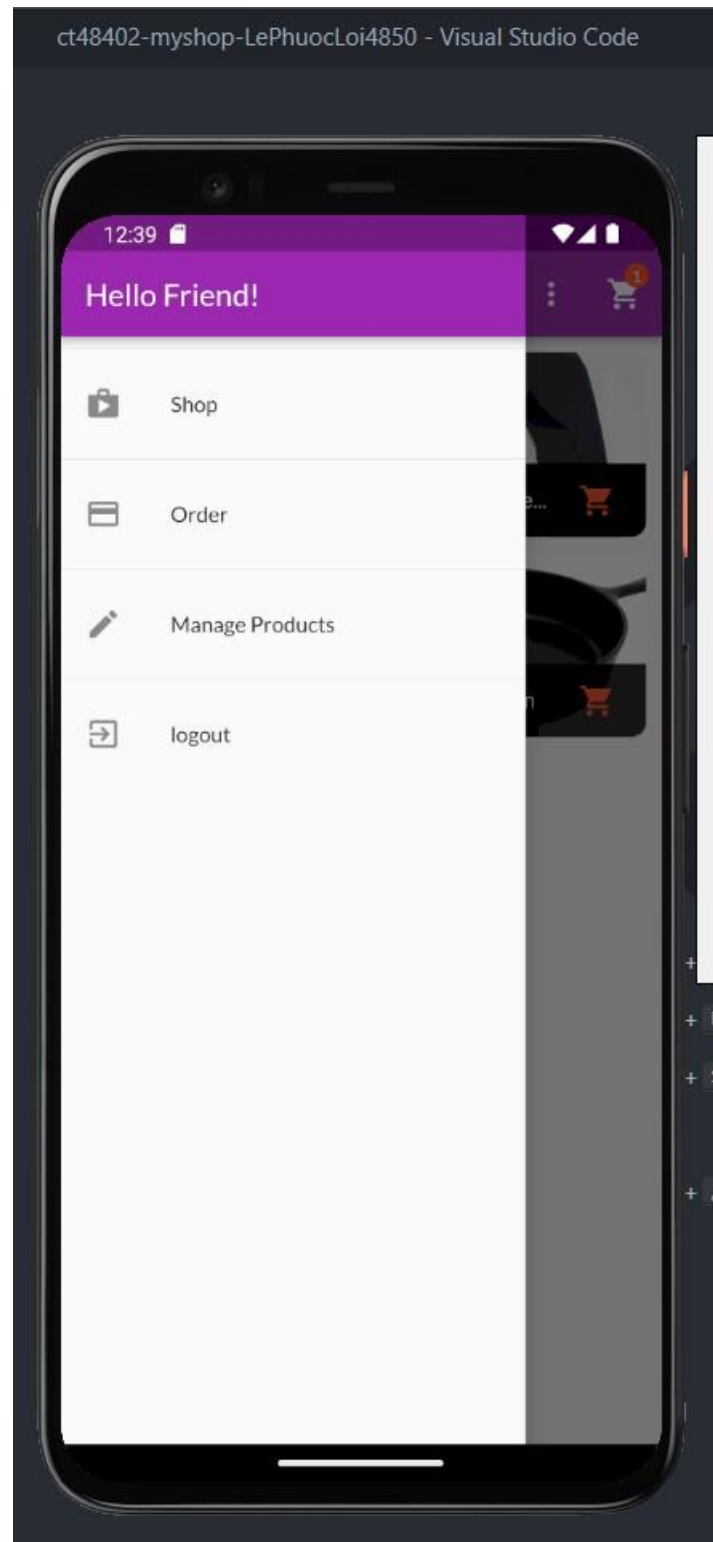 ct48402-myshop-LePhuocLoi4850 - Visual Studio Code
12:39
Hello Friend!
1
Shop
Order
Manage Products
logout
+
+
+
+